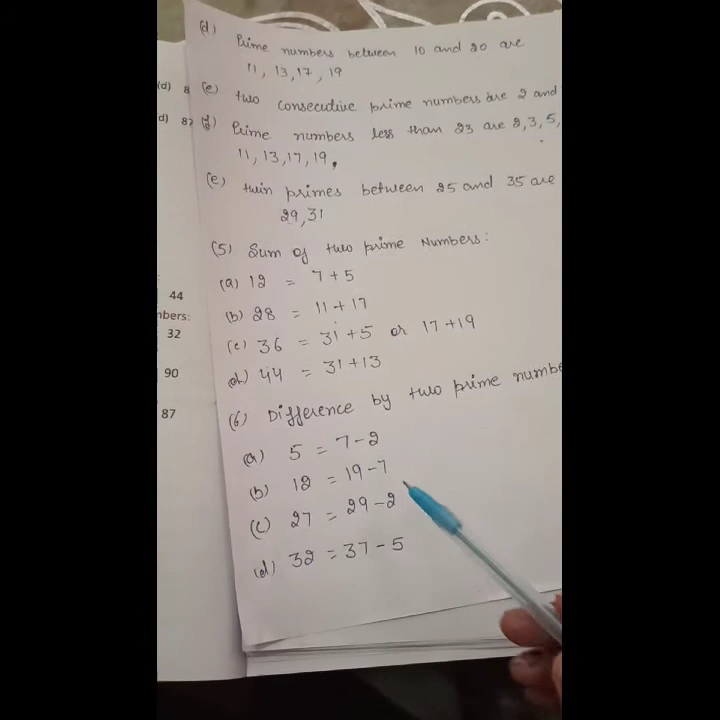 (d) Prime numbers between 10 and 20 are
11, 13, 17, 19
(d) 8
(e) two consecutive prime numbers are 2 and
d) 87
(f) Prime numbers less than 23 are 2, 3, 5,
11, 13, 17, 19.
(e) twin primes between 25 and 35 are
29, 31
(5) Sum of two prime Numbers:
(a) 12 = 7 + 5
44
(b) 28 = 11 + 17
nbers:
32
(c) 36 = 31 + 5 or 17 + 19
90
(d) 44 = 31 + 13
87
(6) Difference by two prime numbe
(a) 5 = 7 - 2
(b) 12 = 19 - 7
(c) 27 = 29 - 2
(d) 32 = 37 - 5